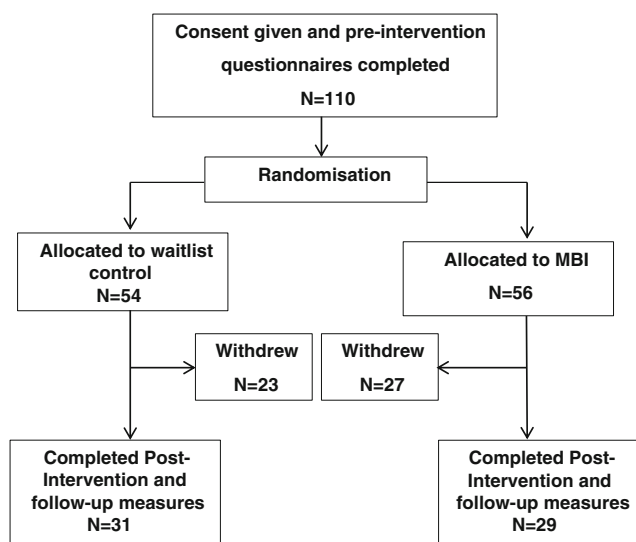 Consent given and pre-intervention
questionnaires completed
N=110
Randomisation
Allocated to waitlist
control
N=54
Allocated to MBI
N=56
Withdrew
N=23
Withdrew
N=27
Completed Post-
Intervention and
follow-up measures
N=31
Completed Post-
Intervention and
follow-up measures
N=29